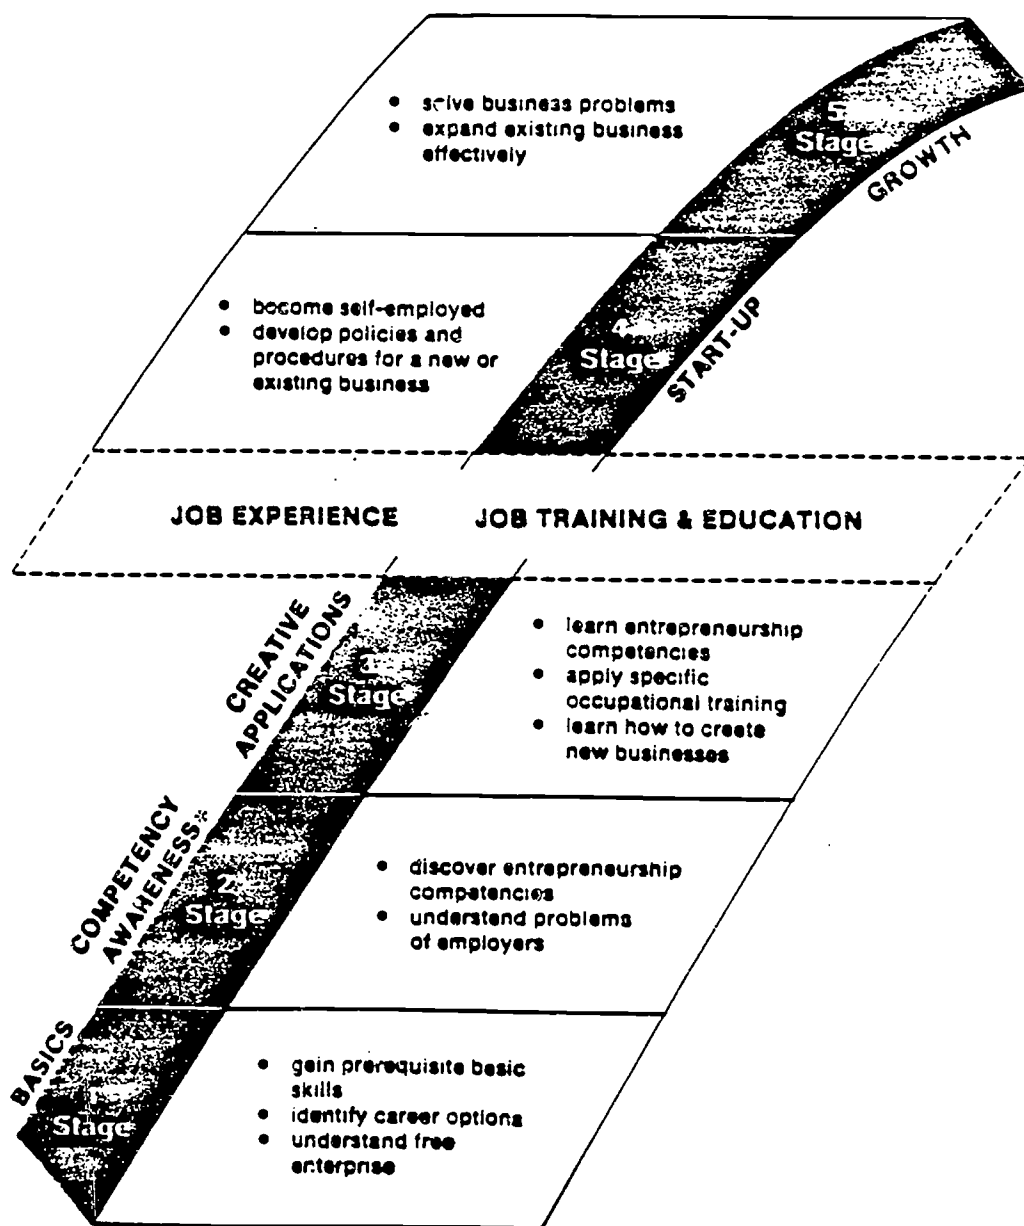 ● solve business problems
● expand existing business
effectively
5
Stage
GROWTH
● become self-employed
● develop policies and
procedures for a new or
existing business
4
Stage
START-UP
JOB EXPERIENCE JOB TRAINING & EDUCATION
CREATIVE
APPLICATIONS
3
Stage
● learn entrepreneurship
competencies
● apply specific
occupational training
● learn how to create
new businesses
COMPETENCY
AWARENESS
2
Stage
● discover entrepreneurship
competencies
● understand problems
of employers
BASICS
Stage
● gain prerequisite basic
skills
● identify career options
● understand free
enterprise